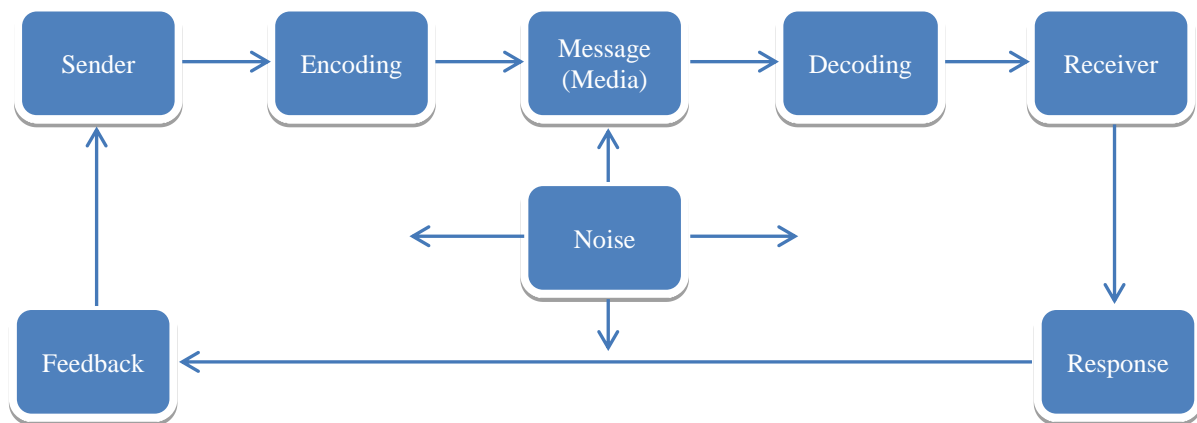 Sender
Encoding
Message
(Media)
Decoding
Receiver
Noise
Feedback
Response